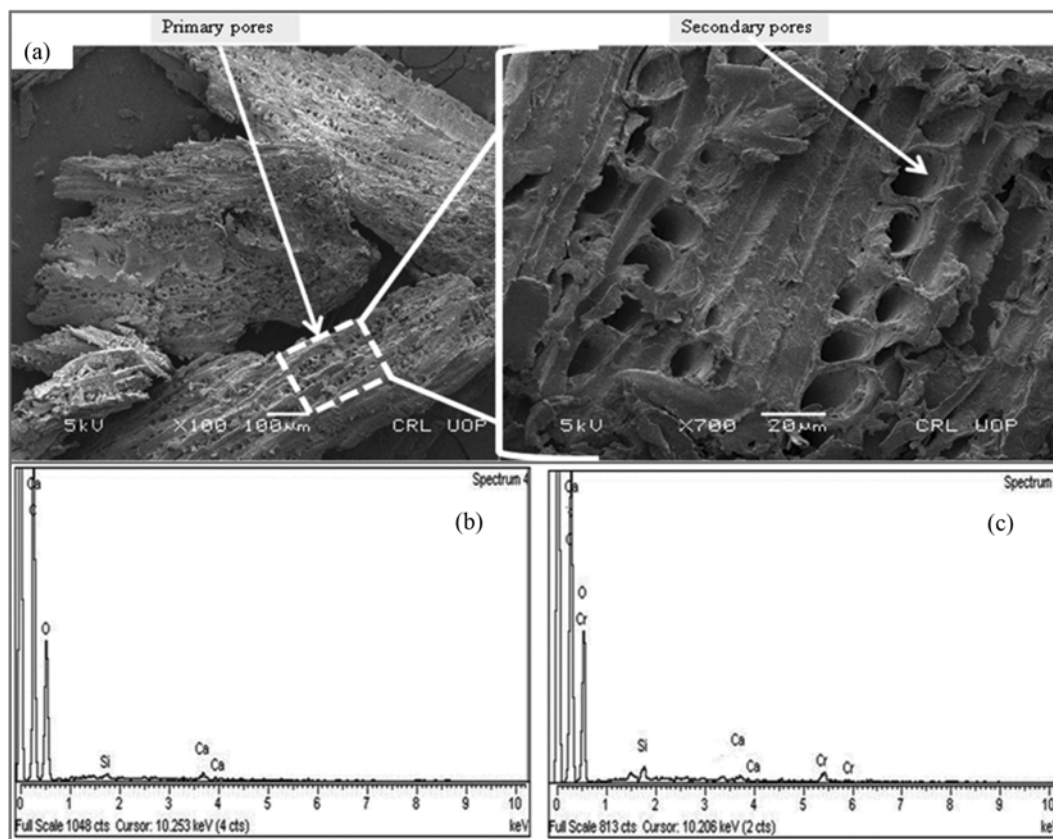 Primary pores
Secondary pores
(a)
5kV X100 100µm CRL UOP
5kV X700 20µm CRL UOP
Spectrum 4
(b)
Ca
C
O
Si
Ca
Ca
0 1 2 3 4 5 6 7 8 9 10
Full Scale 1048 cts Cursor: 10.253 keV (4 cts) keV
Spectrum
(c)
Ca
O
Cr
Si
Ca
Ca
Cr
Cr
0 1 2 3 4 5 6 7 8 9 10
Full Scale 813 cts Cursor: 10.206 keV (2 cts)